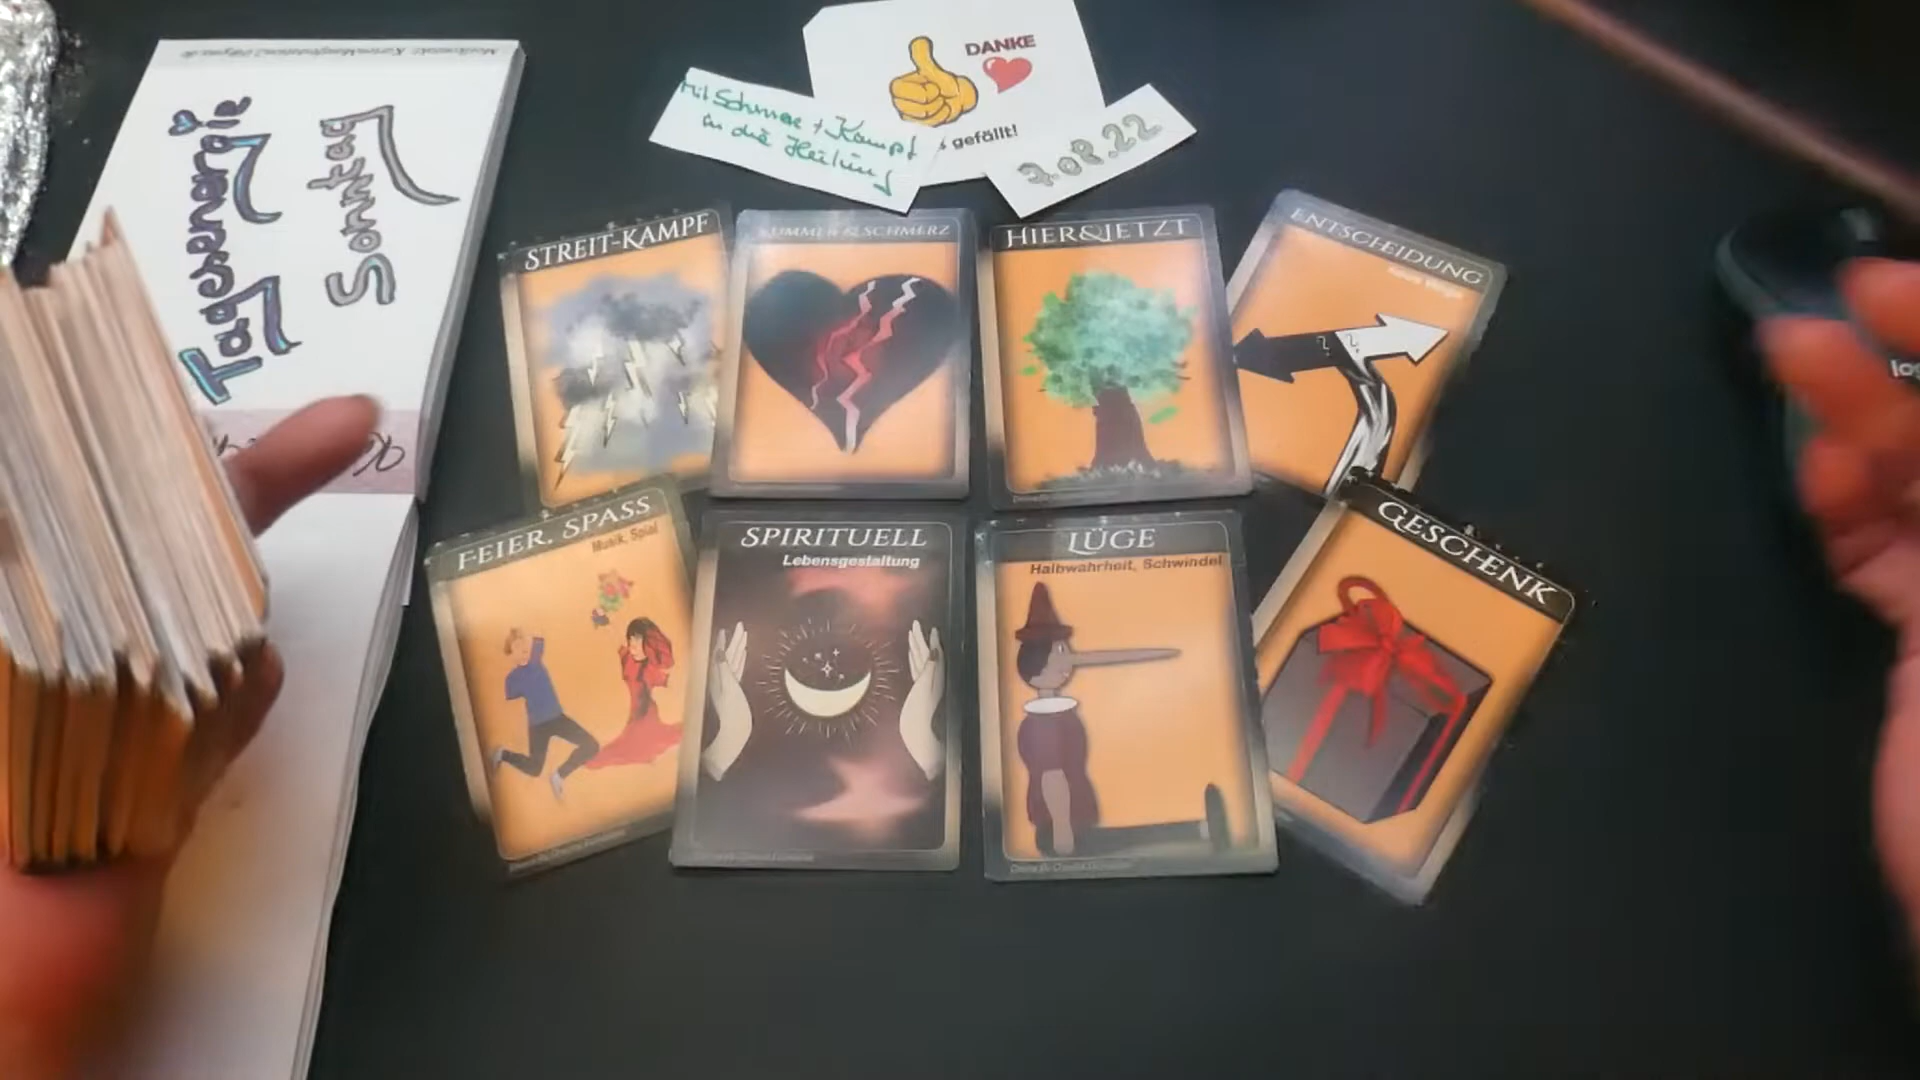 Tagesenergie
Sonntag
DANKE
gefällt!
Mit Schmerz + Kampf
in die Heilung
7.08.22
STREIT-KAMPF
KUMMER & SCHMERZ
HIER&JETZT
ENTSCHEIDUNG
FEIER, SPASS
Musik, Spiel
SPIRITUELL
Lebensgestaltung
LÜGE
Halbwahrheit, Schwindel
GESCHENK